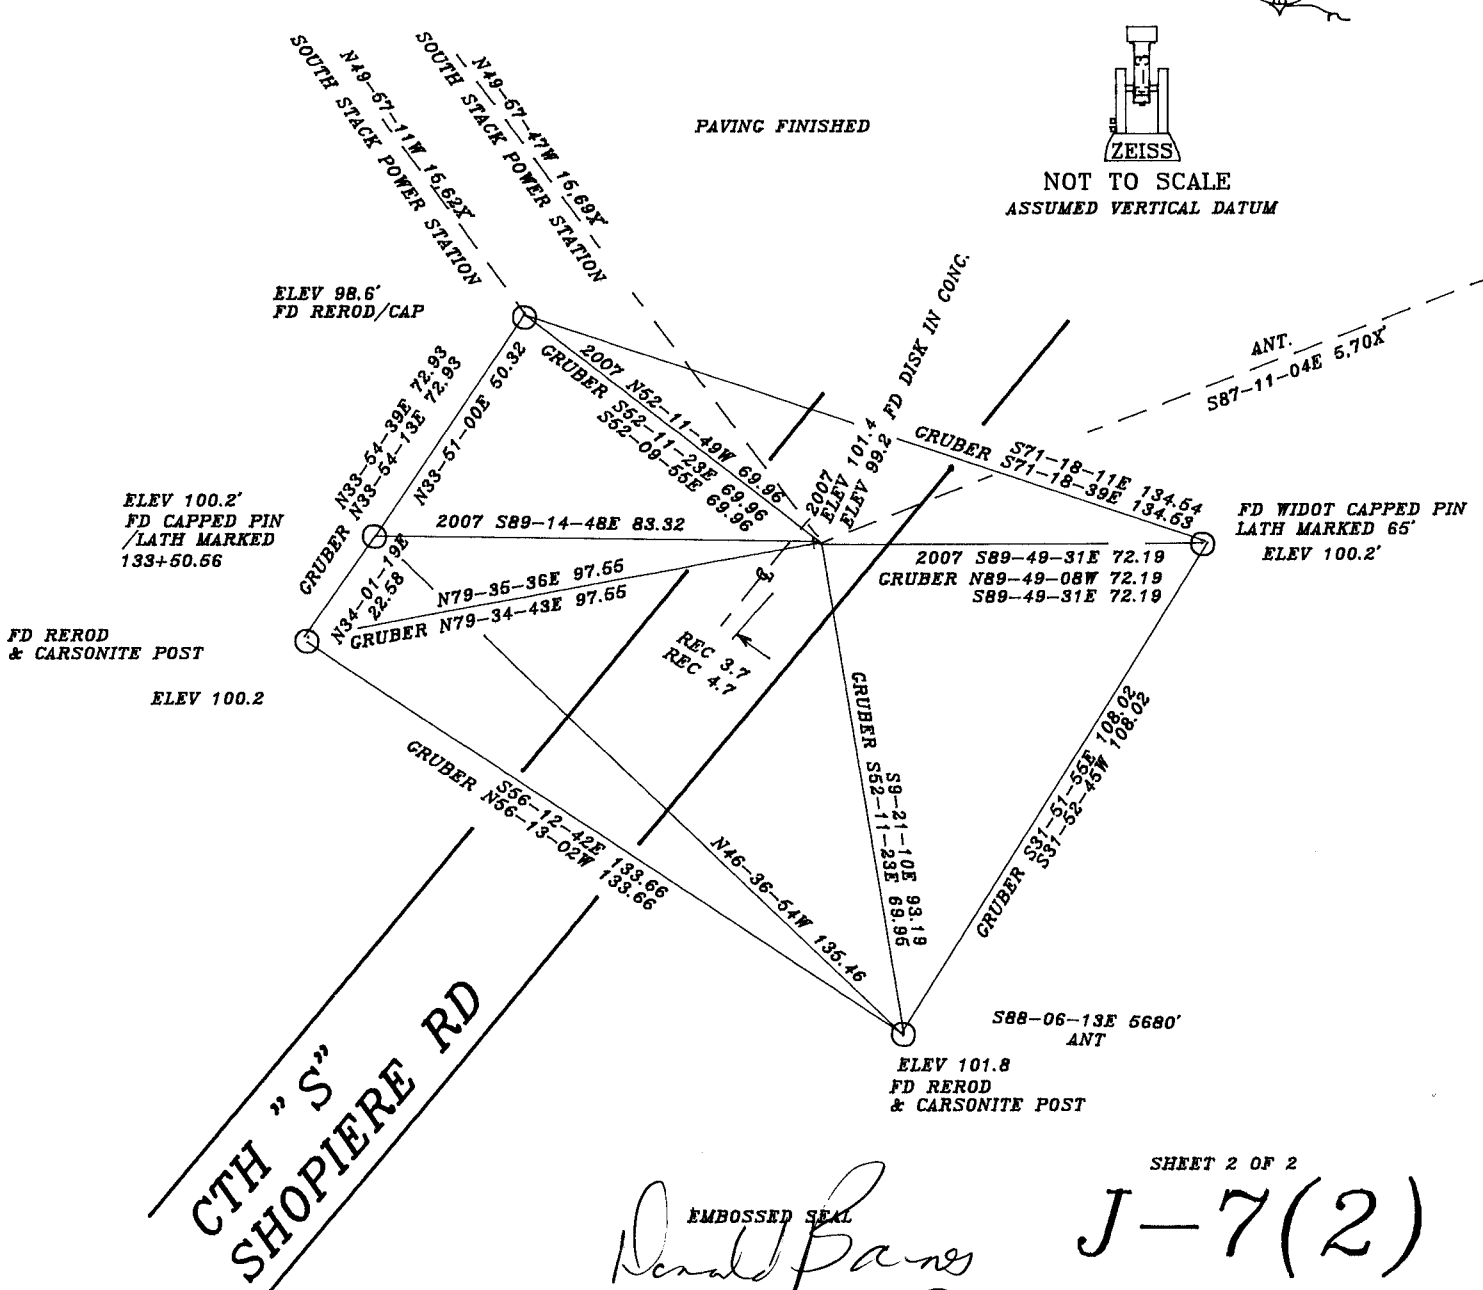 N49-57-11W 15,62X'
SOUTH STACK POWER STATION
N49-57-47W 15,69X'
SOUTH STACK POWER STATION
PAVING FINISHED
ZEISS
NOT TO SCALE
ASSUMED VERTICAL DATUM
ELEV 98.6'
FD REROD/CAP
ANT.
S87-11-04E 5,70X'
2007
ELEV 101.4 FD DISK IN CONC.
ELEV 99.2
2007 N52-11-49W 69.96
GRUBER S52-11-23E 69.96
S52-09-55E 69.96
N33-54-39E 72.93
GRUBER N33-54-13E 72.93
N33-51-00E 50.32
S71-18-11E 134.54
GRUBER S71-18-39E 134.53
ELEV 100.2'
FD CAPPED PIN
/LATH MARKED
133+50.56
2007 S89-14-48E 83.32
FD WIDOT CAPPED PIN
LATH MARKED 65'
ELEV 100.2'
2007 S89-49-31E 72.19
GRUBER N89-49-08W 72.19
S89-49-31E 72.19
N34-01-19E
22.58
N79-35-36E 97.55
GRUBER N79-34-43E 97.55
FD REROD
& CARSONITE POST
ELEV 100.2
REC 3.7
REC 4.7
S9-21-10E 93.19
GRUBER S52-11-23E 69.95
GRUBER S31-51-55E 108.02
S31-52-45W 108.02
S56-12-42E 133.66
GRUBER N56-13-02W 133.66
N46-36-54W 135.46
S88-06-13E 5680'
ANT
ELEV 101.8
FD REROD
& CARSONITE POST
CTH "S"
SHOPIERE RD
SHEET 2 OF 2
J-7(2)
EMBOSSED SEAL
Donald Barnes